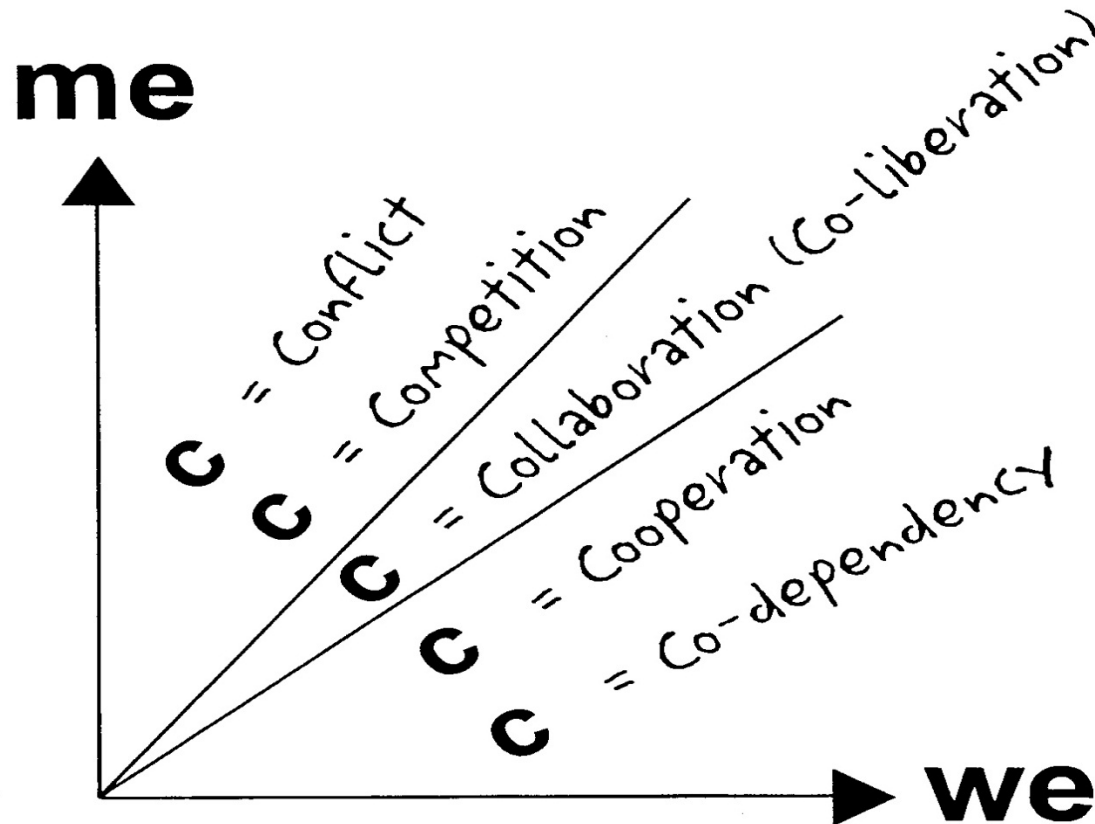 me
C = Conflict
C = Competition
C = Collaboration (Co-liberation)
C = Cooperation
C = Co-dependency
we